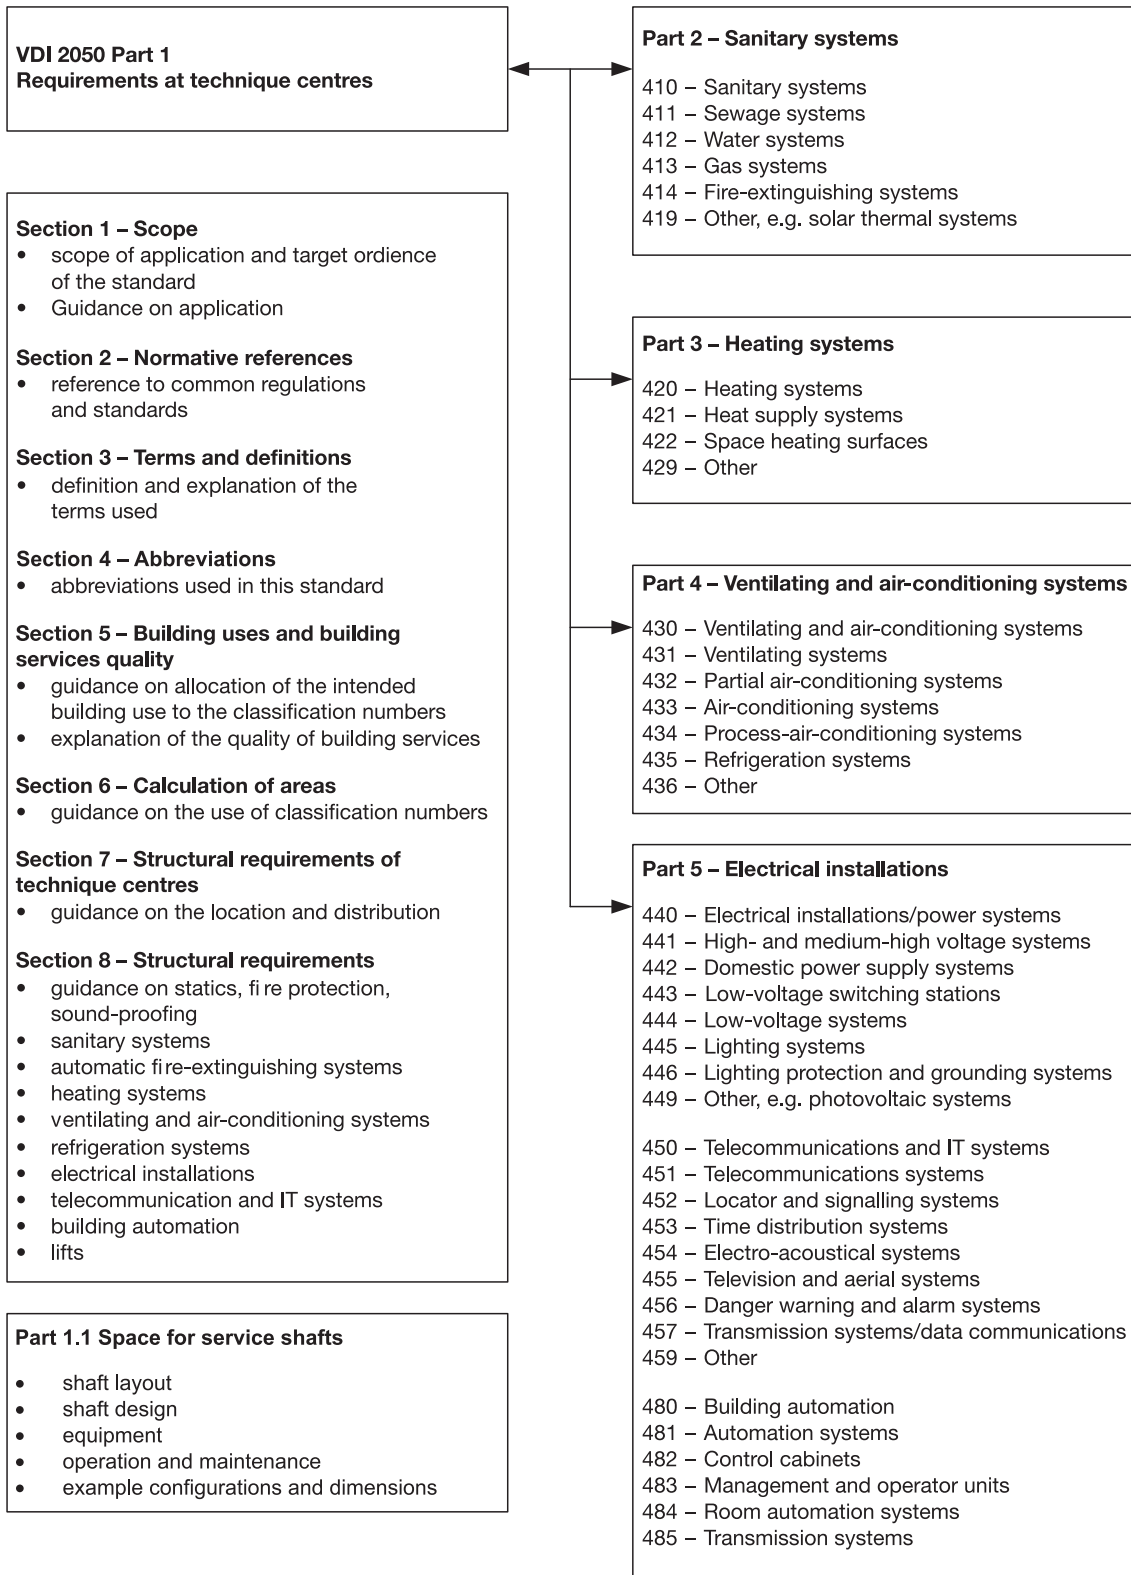 VDI 2050 Part 1
Requirements at technique centres
Section 1 – Scope
• scope of application and target ordience
of the standard
• Guidance on application
Section 2 – Normative references
• reference to common regulations
and standards
Section 3 – Terms and definitions
• definition and explanation of the
terms used
Section 4 – Abbreviations
• abbreviations used in this standard
Section 5 – Building uses and building
services quality
• guidance on allocation of the intended
building use to the classification numbers
• explanation of the quality of building services
Section 6 – Calculation of areas
• guidance on the use of classification numbers
Section 7 – Structural requirements of
technique centres
• guidance on the location and distribution
Section 8 – Structural requirements
• guidance on statics, fire protection,
sound-proofing
• sanitary systems
• automatic fire-extinguishing systems
• heating systems
• ventilating and air-conditioning systems
• refrigeration systems
• electrical installations
• telecommunication and IT systems
• building automation
• lifts
Part 1.1 Space for service shafts
• shaft layout
• shaft design
• equipment
• operation and maintenance
• example configurations and dimensions
Part 2 – Sanitary systems
410 – Sanitary systems
411 – Sewage systems
412 – Water systems
413 – Gas systems
414 – Fire-extinguishing systems
419 – Other, e.g. solar thermal systems
Part 3 – Heating systems
420 – Heating systems
421 – Heat supply systems
422 – Space heating surfaces
429 – Other
Part 4 – Ventilating and air-conditioning systems
430 – Ventilating and air-conditioning systems
431 – Ventilating systems
432 – Partial air-conditioning systems
433 – Air-conditioning systems
434 – Process-air-conditioning systems
435 – Refrigeration systems
436 – Other
Part 5 – Electrical installations
440 – Electrical installations/power systems
441 – High- and medium-high voltage systems
442 – Domestic power supply systems
443 – Low-voltage switching stations
444 – Low-voltage systems
445 – Lighting systems
446 – Lighting protection and grounding systems
449 – Other, e.g. photovoltaic systems
450 – Telecommunications and IT systems
451 – Telecommunications systems
452 – Locator and signalling systems
453 – Time distribution systems
454 – Electro-acoustical systems
455 – Television and aerial systems
456 – Danger warning and alarm systems
457 – Transmission systems/data communications
459 – Other
480 – Building automation
481 – Automation systems
482 – Control cabinets
483 – Management and operator units
484 – Room automation systems
485 – Transmission systems